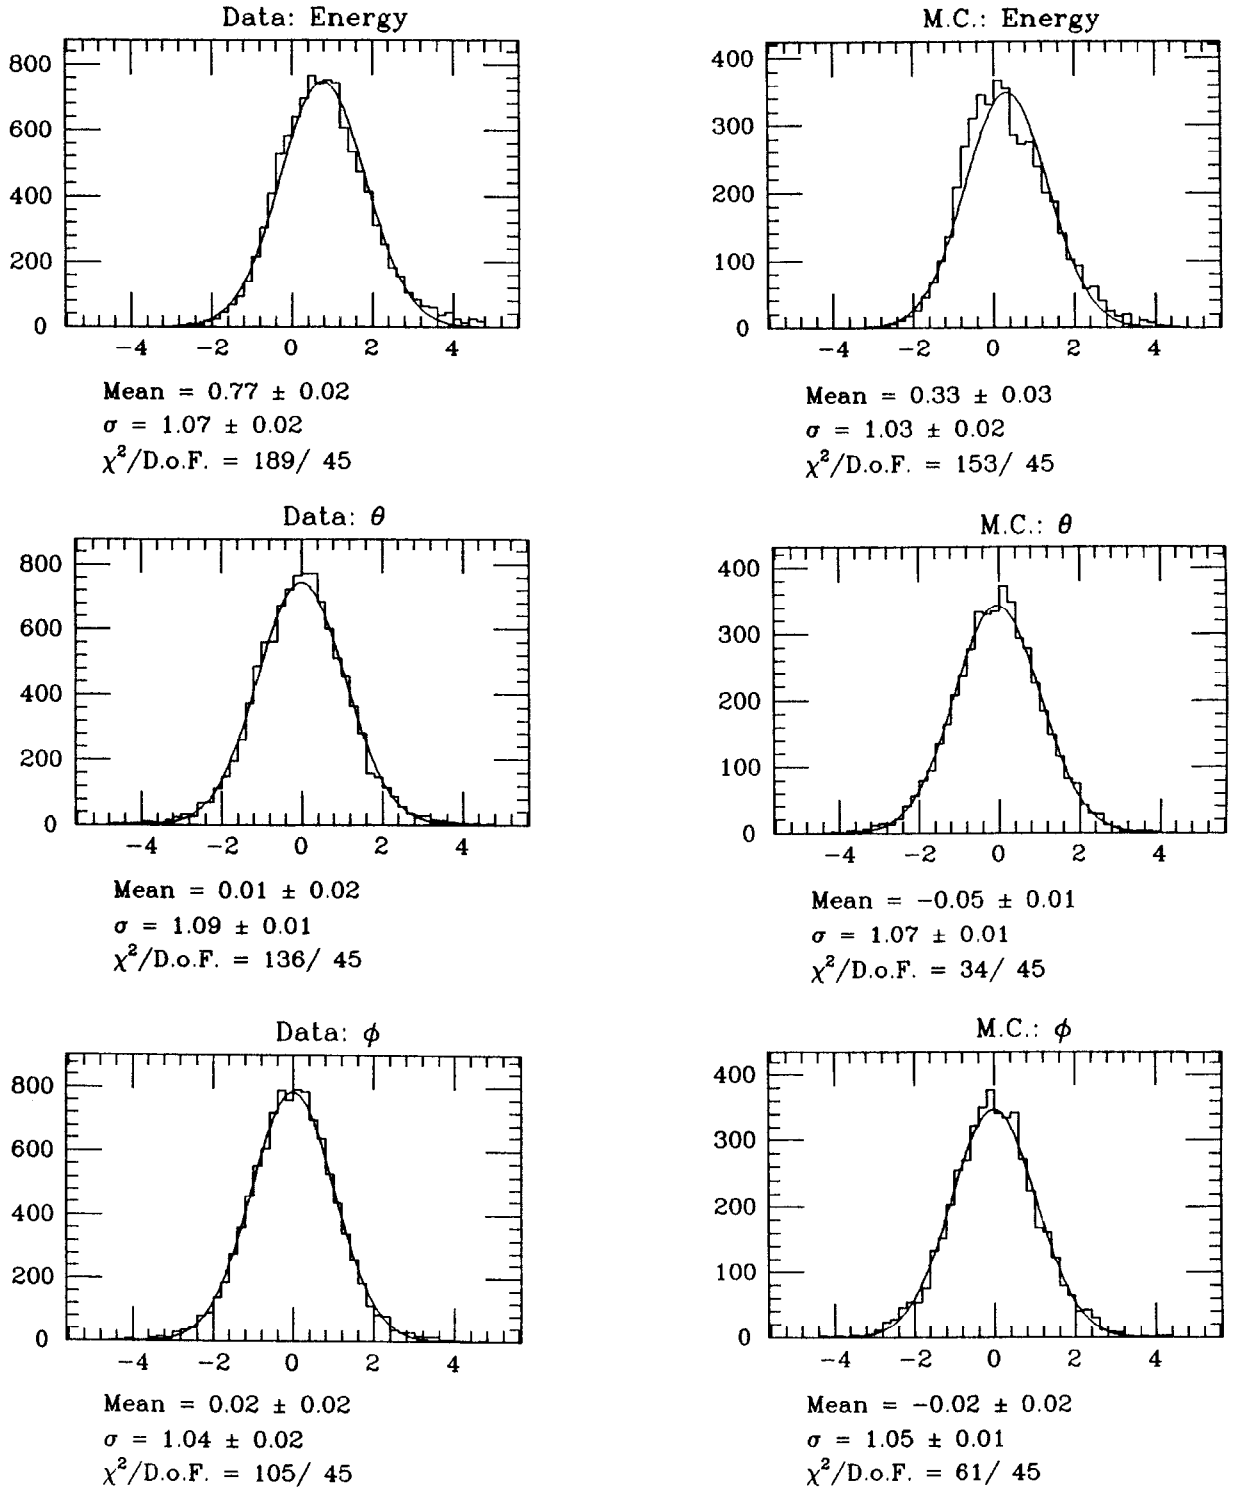 Data: Energy
800
600
400
200
0
−4 −2 0 2 4
Mean = 0.77 ± 0.02
σ = 1.07 ± 0.02
χ²/D.o.F. = 189/ 45
M.C.: Energy
400
300
200
100
0
−4 −2 0 2 4
Mean = 0.33 ± 0.03
σ = 1.03 ± 0.02
χ²/D.o.F. = 153/ 45
Data: θ
800
600
400
200
0
−4 −2 0 2 4
Mean = 0.01 ± 0.02
σ = 1.09 ± 0.01
χ²/D.o.F. = 136/ 45
M.C.: θ
400
300
200
100
0
−4 −2 0 2 4
Mean = −0.05 ± 0.01
σ = 1.07 ± 0.01
χ²/D.o.F. = 34/ 45
Data: ϕ
800
600
400
200
0
−4 −2 0 2 4
Mean = 0.02 ± 0.02
σ = 1.04 ± 0.02
χ²/D.o.F. = 105/ 45
M.C.: ϕ
400
300
200
100
0
−4 −2 0 2 4
Mean = −0.02 ± 0.02
σ = 1.05 ± 0.01
χ²/D.o.F. = 61/ 45